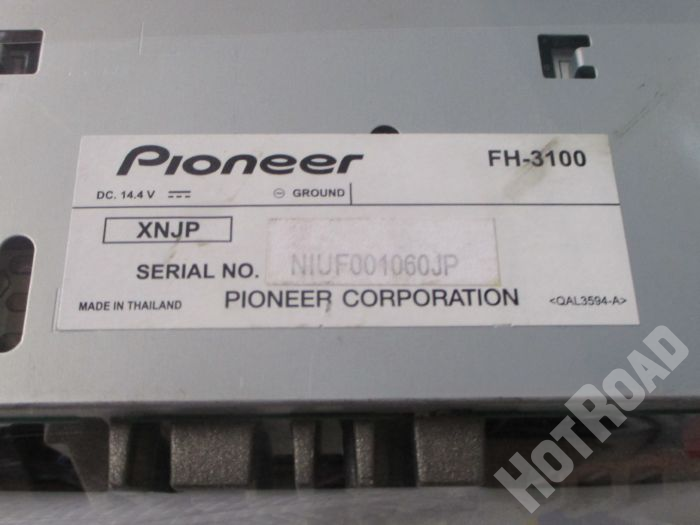 Pioneer FH-3100
DC. 14.4 V ⎓ ⊖ GROUND
XNJP
SERIAL NO. NIUF001060JP
MADE IN THAILAND PIONEER CORPORATION <QAL3594-A>
HOTROAD